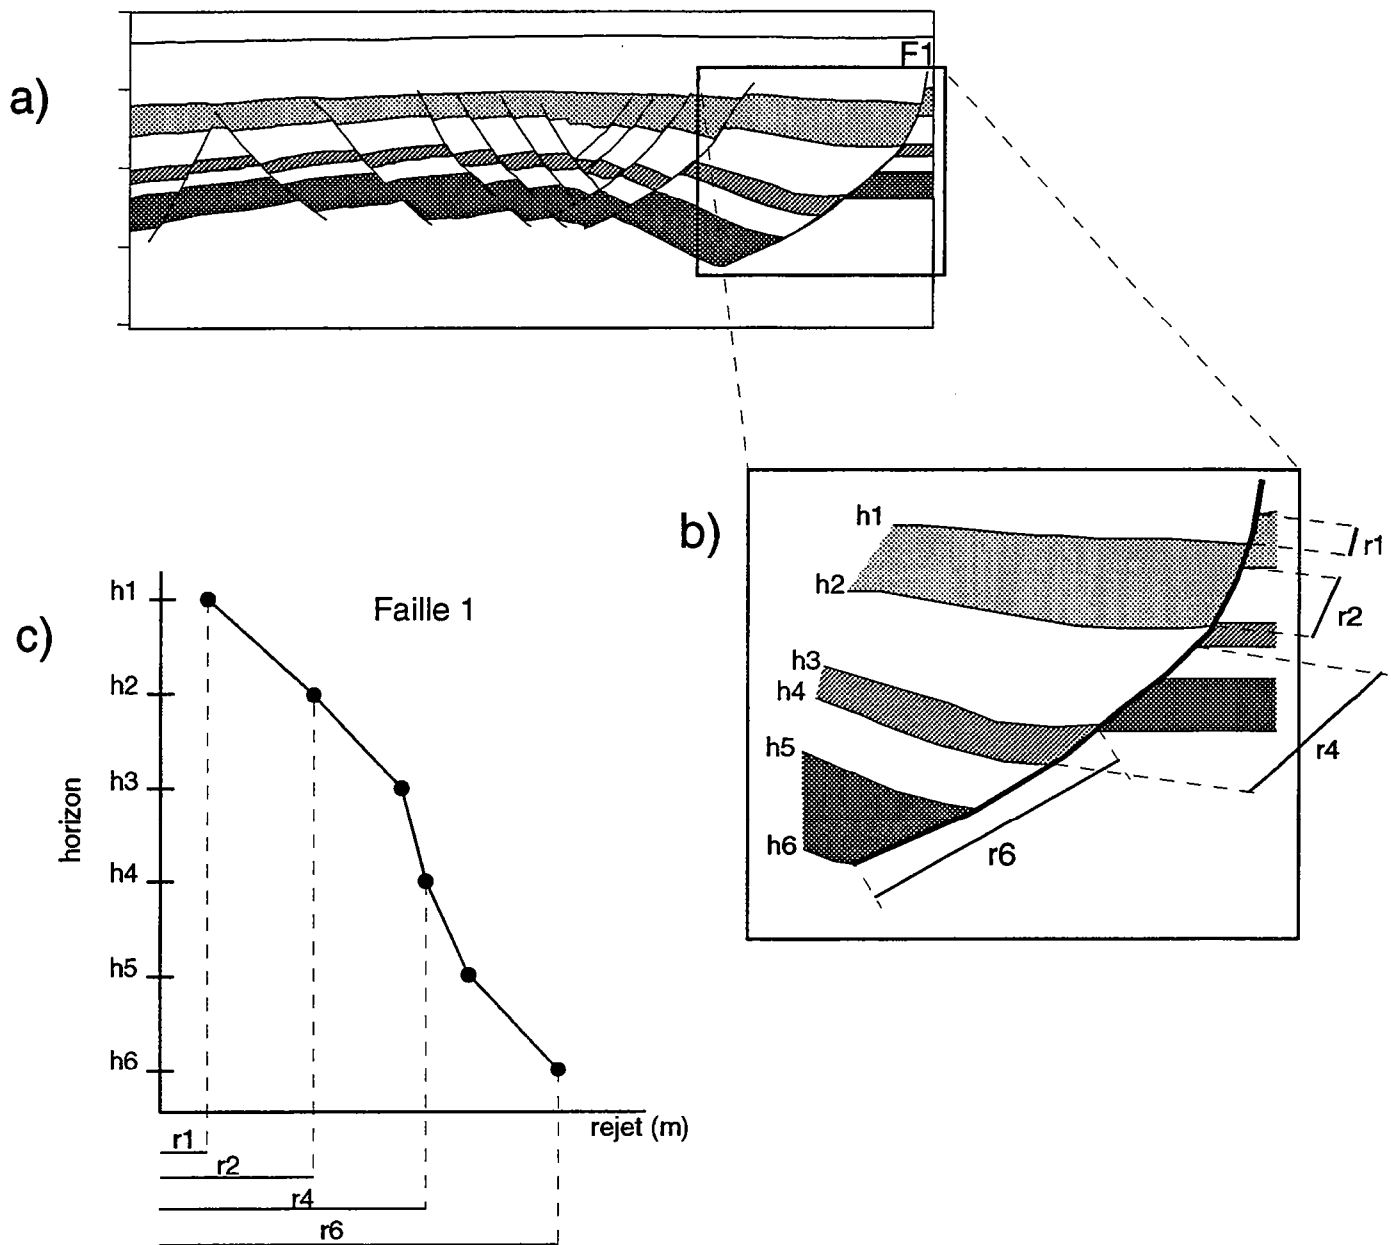 a)
F1
b)
h1
r1
h2
r2
h3
h4
r4
h5
h6
r6
c)
Faille 1
horizon
h1
h2
h3
h4
h5
h6
rejet (m)
r1
r2
r4
r6